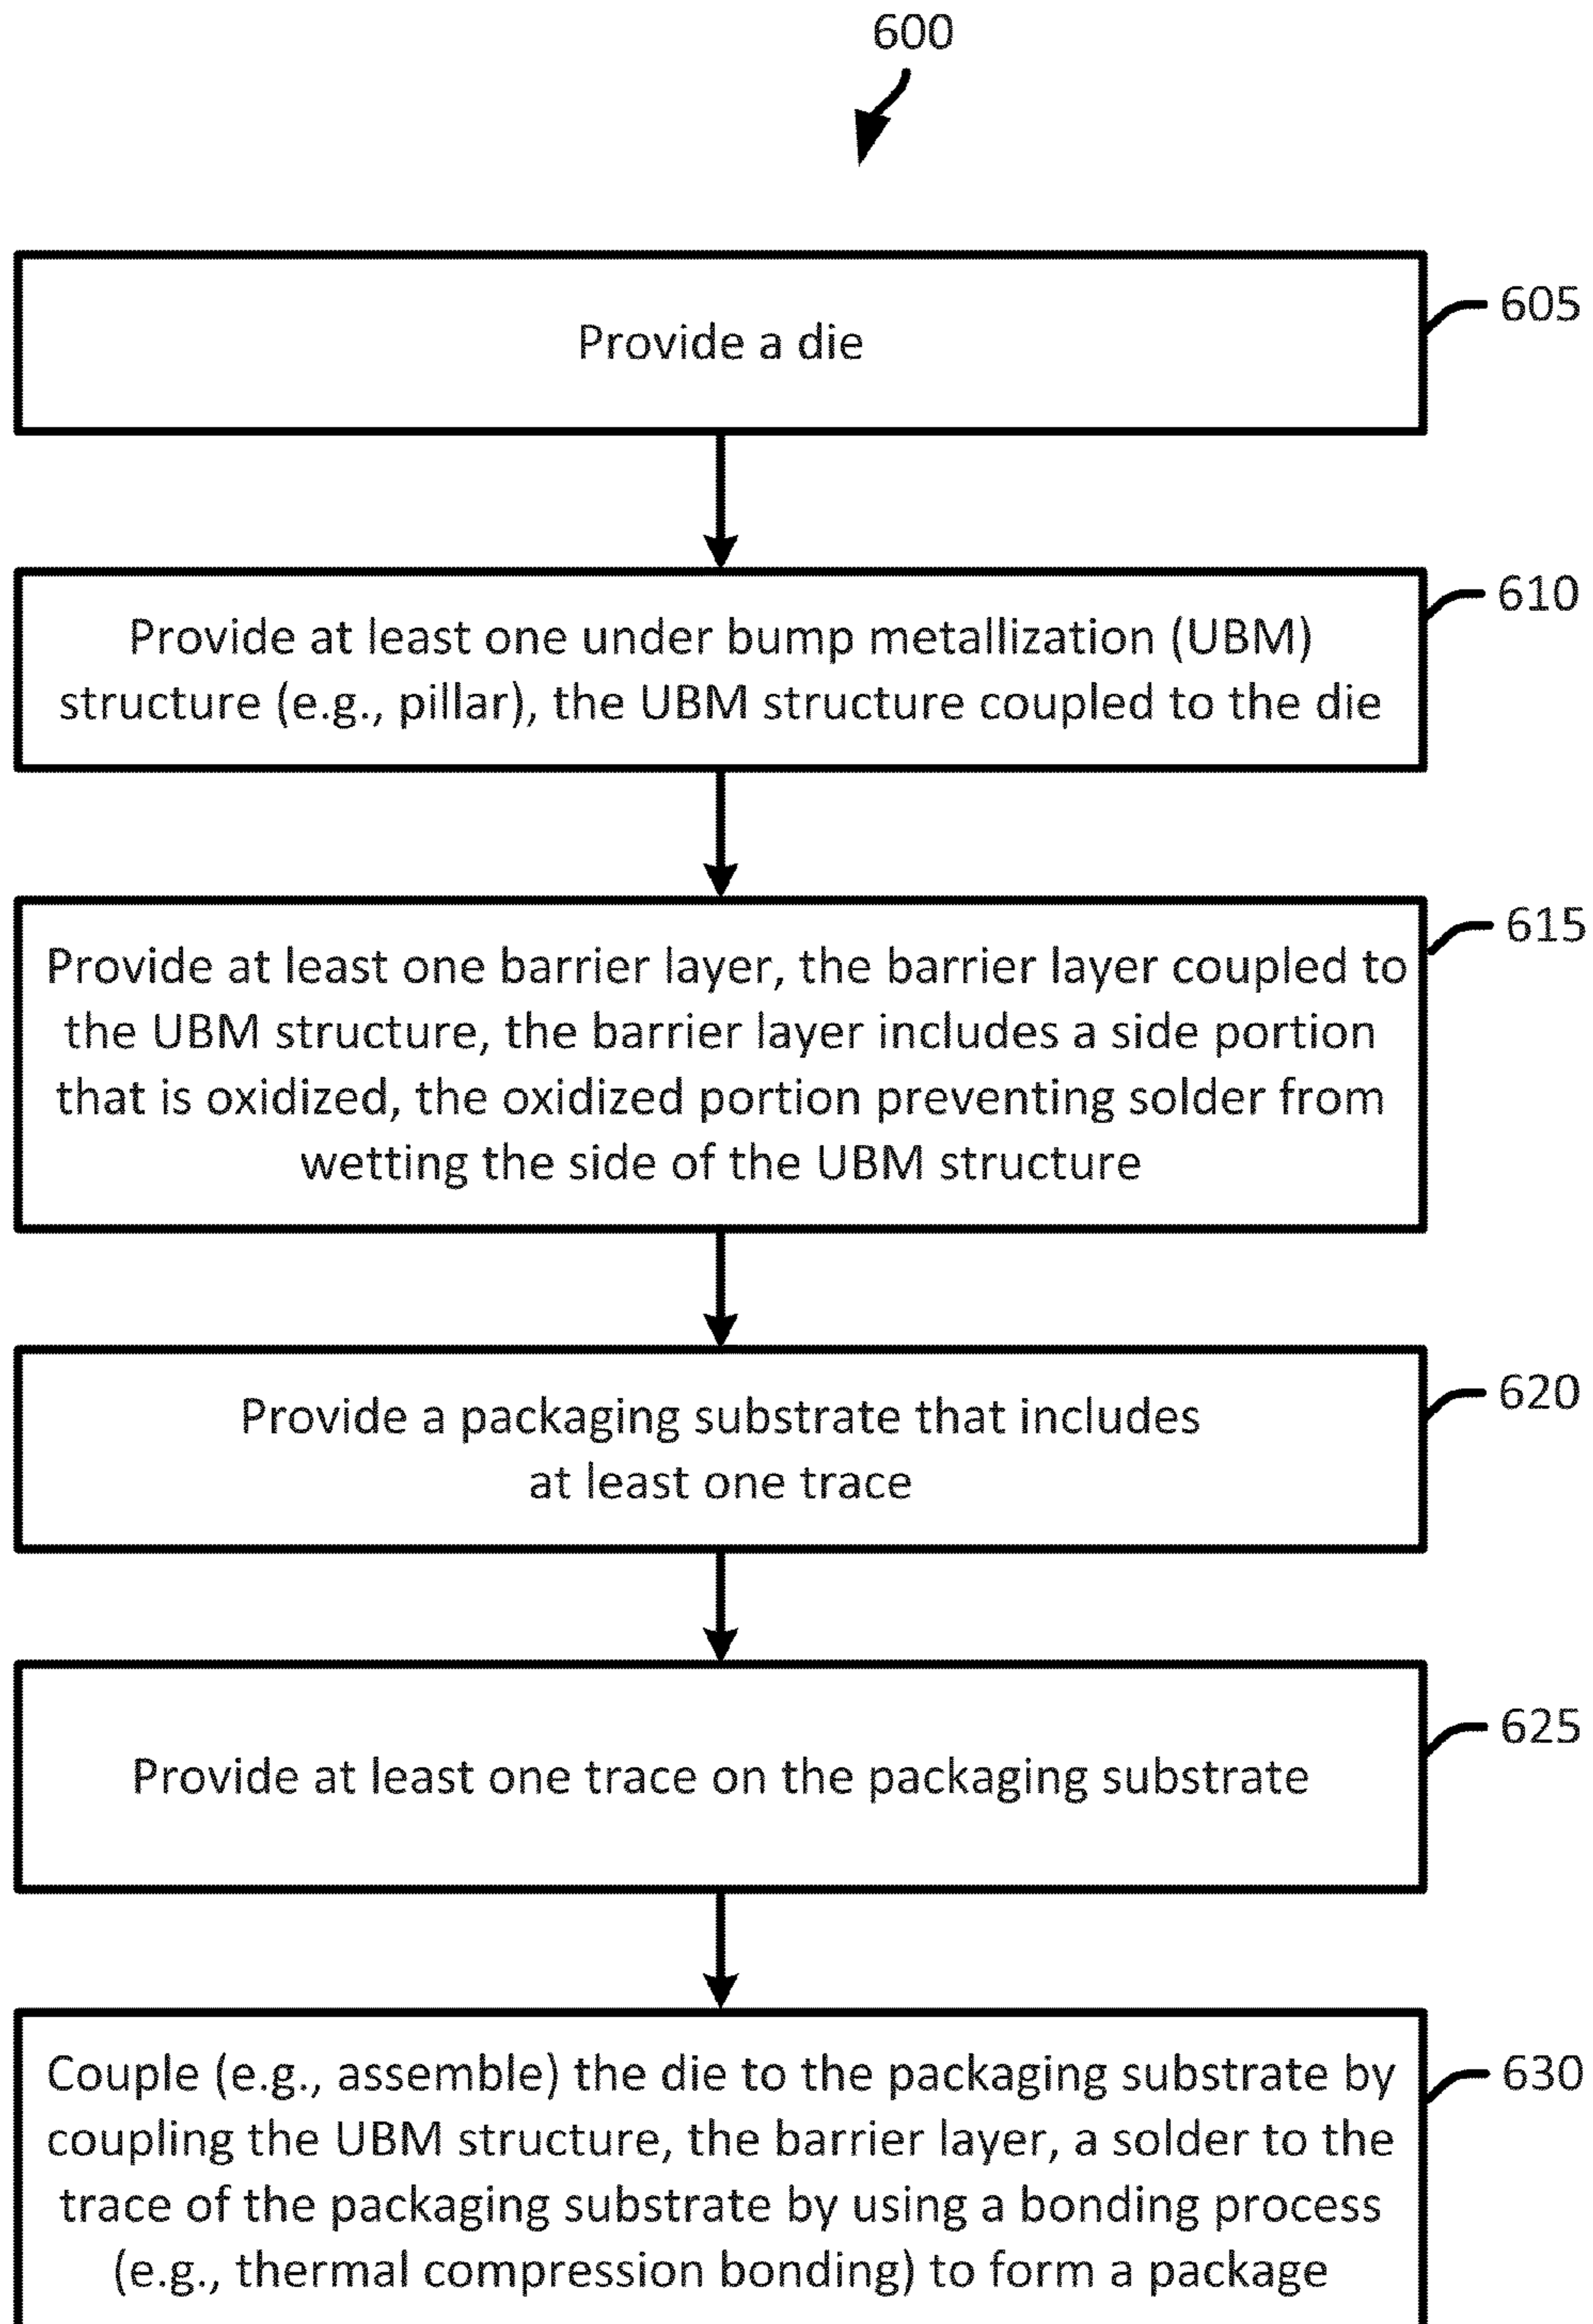 600
Provide a die
605
Provide at least one under bump metallization (UBM)
structure (e.g., pillar), the UBM structure coupled to the die
610
Provide at least one barrier layer, the barrier layer coupled to
the UBM structure, the barrier layer includes a side portion
that is oxidized, the oxidized portion preventing solder from
wetting the side of the UBM structure
615
Provide a packaging substrate that includes
at least one trace
620
Provide at least one trace on the packaging substrate
625
Couple (e.g., assemble) the die to the packaging substrate by
coupling the UBM structure, the barrier layer, a solder to the
trace of the packaging substrate by using a bonding process
(e.g., thermal compression bonding) to form a package
630